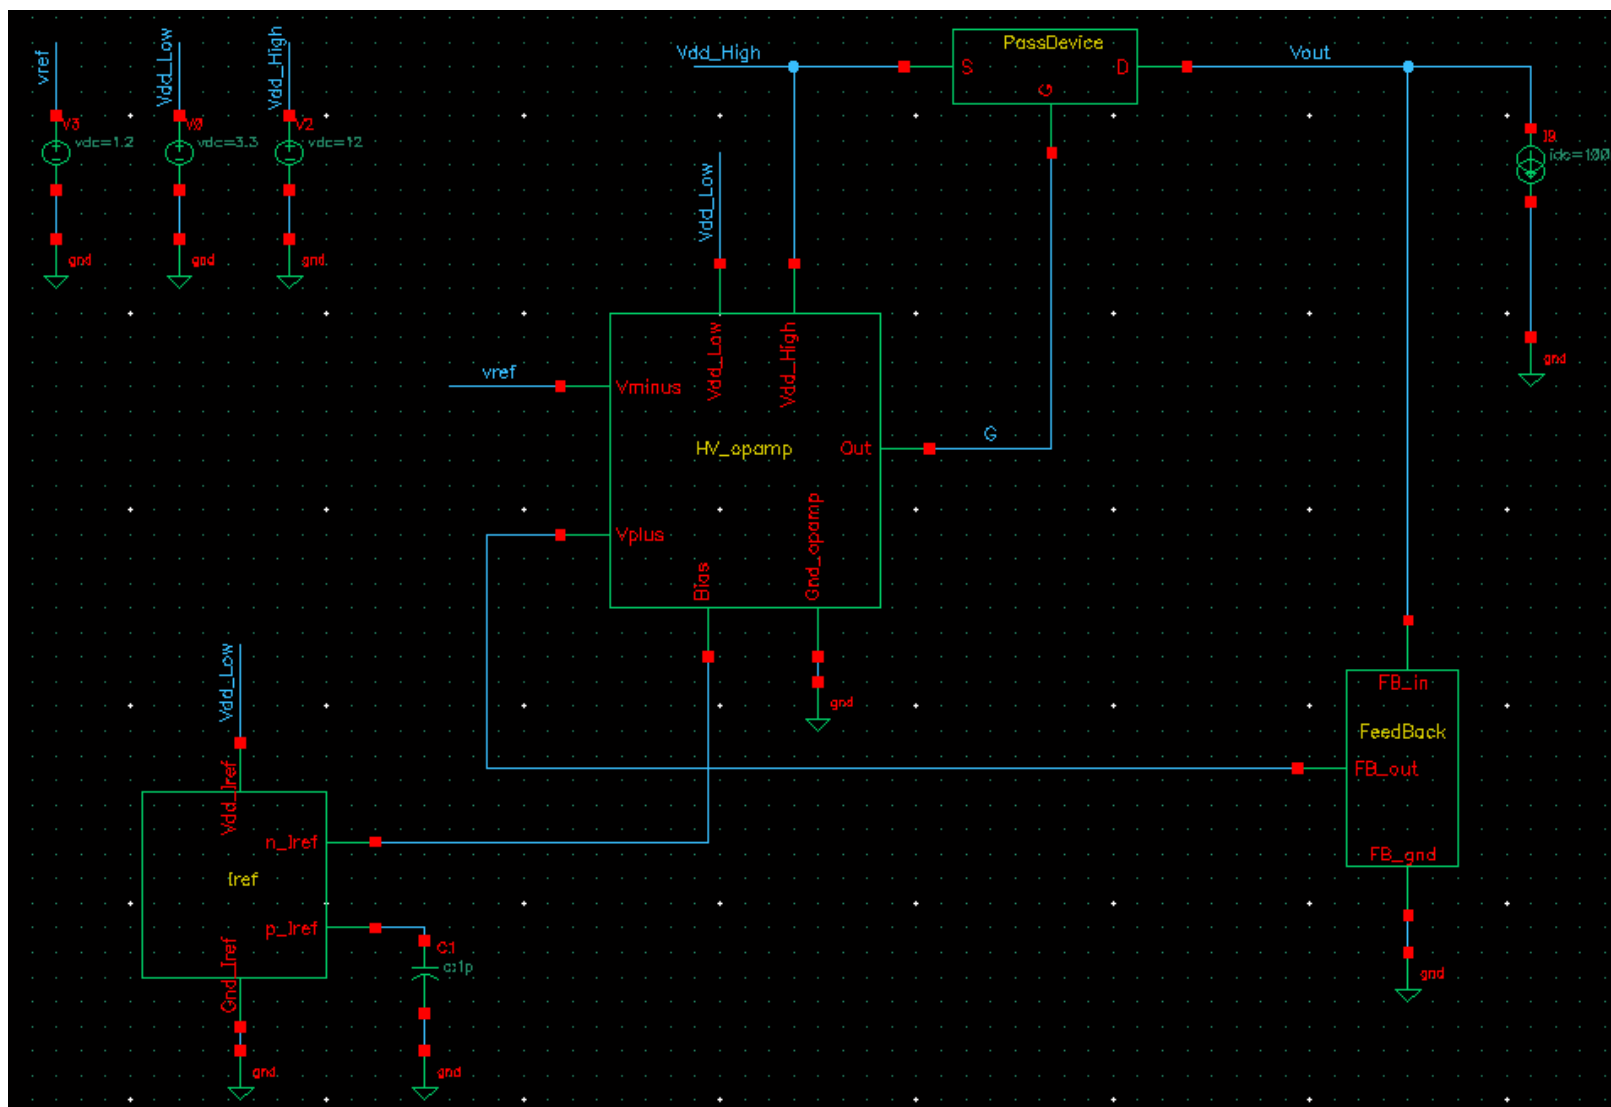 vref
V3
vdc=1.2
gnd
Vdd_Low
V0
vdc=3.3
gnd
Vdd_High
V2
vdc=12
gnd
Vdd_High
PassDevice
S
D
G
Vout
I0
idc=100
gnd
Vdd_Low
Vdd_Low
Vdd_High
vref
Vminus
HV_opamp
Out
G
Vplus
Bias
Gnd_opamp
gnd
FB_in
FeedBack
FB_out
FB_gnd
gnd
Vdd_Low
Vdd_Iref
n_Iref
Iref
p_Iref
Gnd_Iref
gnd
C1
c:1p
gnd